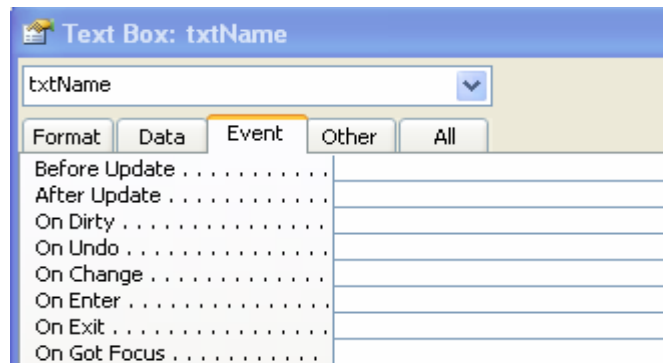 Text Box: txtName
txtName
Format Data Event Other All
Before Update . . . . . . . . . . .
After Update . . . . . . . . . . . .
On Dirty . . . . . . . . . . . . . . .
On Undo . . . . . . . . . . . . . . .
On Change . . . . . . . . . . . . .
On Enter . . . . . . . . . . . . . . .
On Exit . . . . . . . . . . . . . . . .
On Got Focus . . . . . . . . . . .